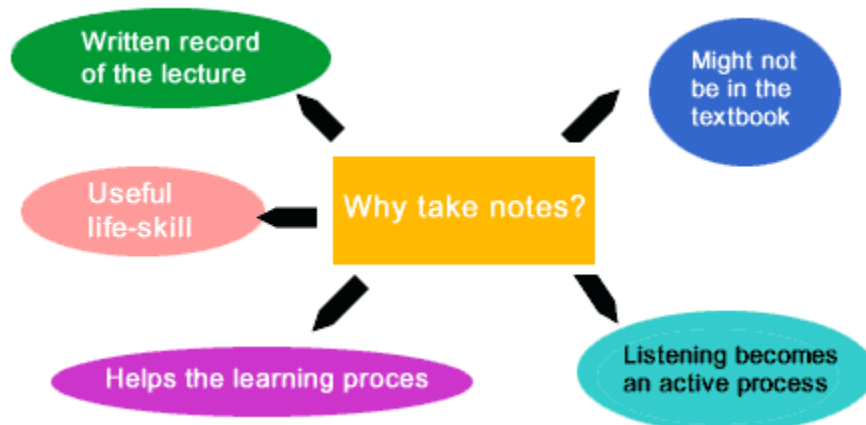 Written record
of the lecture
Might not
be in the
textbook
Useful
life-skill
Why take notes?
Helps the learning proces
Listening becomes
an active process